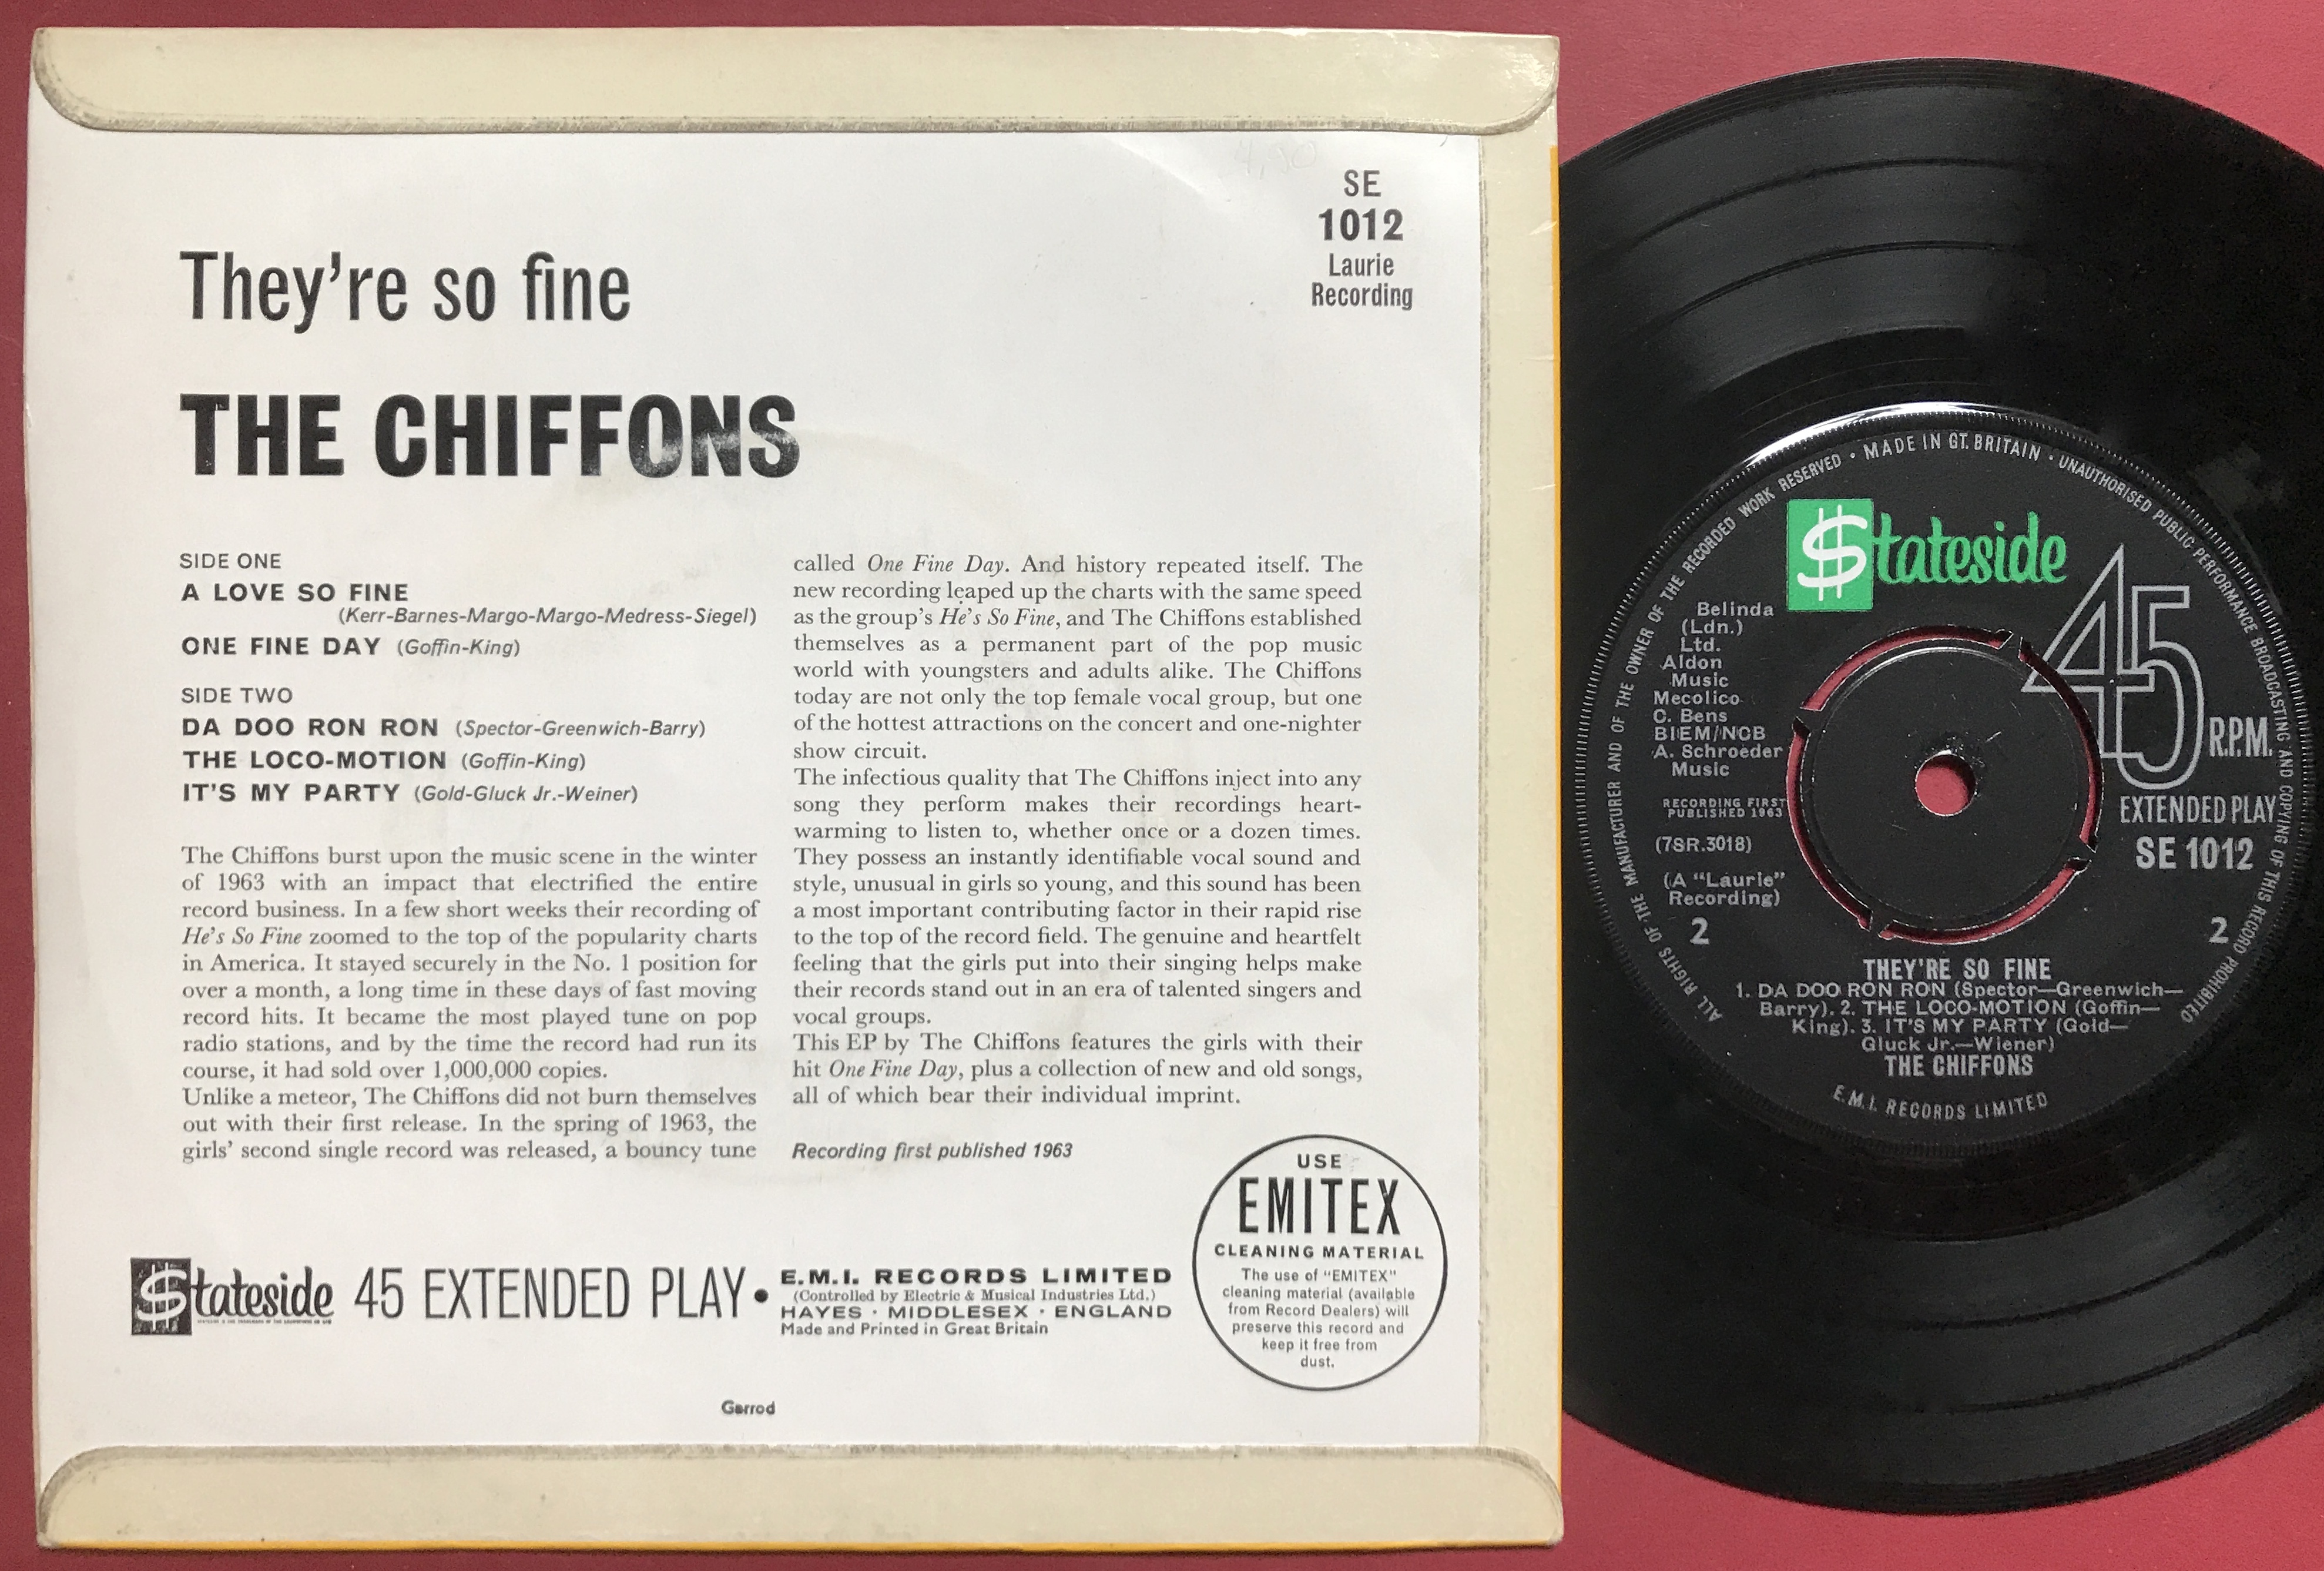 SE
1012
Laurie
Recording
They're so fine
THE CHIFFONS
SIDE ONE
A LOVE SO FINE
(Kerr-Barnes-Margo-Margo-Medress-Siegel)
ONE FINE DAY (Goffin-King)
SIDE TWO
DA DOO RON RON (Spector-Greenwich-Barry)
THE LOCO-MOTION (Goffin-King)
IT'S MY PARTY (Gold-Gluck Jr.-Weiner)
The Chiffons burst upon the music scene in the winter
of 1963 with an impact that electrified the entire
record business. In a few short weeks their recording of
He's So Fine zoomed to the top of the popularity charts
in America. It stayed securely in the No. 1 position for
over a month, a long time in these days of fast moving
record hits. It became the most played tune on pop
radio stations, and by the time the record had run its
course, it had sold over 1,000,000 copies.
Unlike a meteor, The Chiffons did not burn themselves
out with their first release. In the spring of 1963, the
girls' second single record was released, a bouncy tune
called One Fine Day. And history repeated itself. The
new recording leaped up the charts with the same speed
as the group's He's So Fine, and The Chiffons established
themselves as a permanent part of the pop music
world with youngsters and adults alike. The Chiffons
today are not only the top female vocal group, but one
of the hottest attractions on the concert and one-nighter
show circuit.
The infectious quality that The Chiffons inject into any
song they perform makes their recordings heart-
warming to listen to, whether once or a dozen times.
They possess an instantly identifiable vocal sound and
style, unusual in girls so young, and this sound has been
a most important contributing factor in their rapid rise
to the top of the record field. The genuine and heartfelt
feeling that the girls put into their singing helps make
their records stand out in an era of talented singers and
vocal groups.
This EP by The Chiffons features the girls with their
hit One Fine Day, plus a collection of new and old songs,
all of which bear their individual imprint.
Recording first published 1963
USE
EMITEX
CLEANING MATERIAL
The use of "EMITEX"
cleaning material (available
from Record Dealers) will
preserve this record and
keep it free from
dust.
Stateside 45 EXTENDED PLAY •
E.M.I. RECORDS LIMITED
(Controlled by Electric & Musical Industries Ltd.)
HAYES · MIDDLESEX · ENGLAND
Made and Printed in Great Britain
Garrod
ALL RIGHTS OF THE MANUFACTURER AND OF THE OWNER OF THE RECORDED WORK RESERVED • MADE IN GT. BRITAIN • UNAUTHORISED PUBLIC PERFORMANCE BROADCASTING AND COPYING OF THIS RECORD PROHIBITED
Stateside
45
R.P.M.
EXTENDED PLAY
SE 1012
Belinda
(Ldn.)
Ltd.
Aldon
Music
Mecolico
C. Bens
BIEM/NCB
A. Schroeder
Music
RECORDING FIRST
PUBLISHED 1963
(7SR.3018)
(A "Laurie"
Recording)
2
2
THEY'RE SO FINE
1. DA DOO RON RON (Spector—Greenwich—
Barry). 2. THE LOCO-MOTION (Goffin—
King). 3. IT'S MY PARTY (Gold—
Gluck Jr.—Wiener)
THE CHIFFONS
E.M.I. RECORDS LIMITED